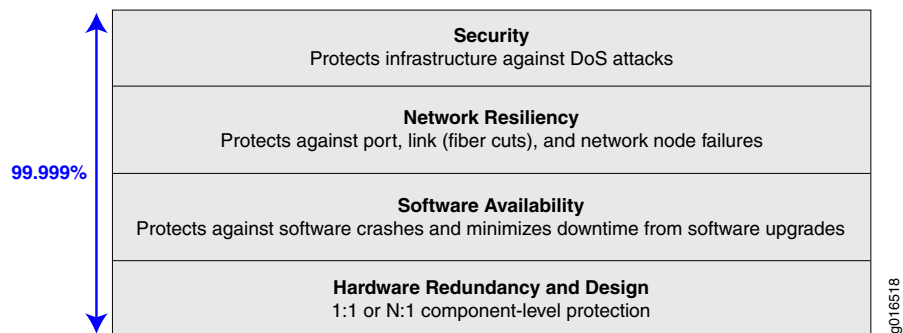 Security
Protects infrastructure against DoS attacks
Network Resiliency
Protects against port, link (fiber cuts), and network node failures
99.999%
Software Availability
Protects against software crashes and minimizes downtime from software upgrades
Hardware Redundancy and Design
1:1 or N:1 component-level protection
g016518